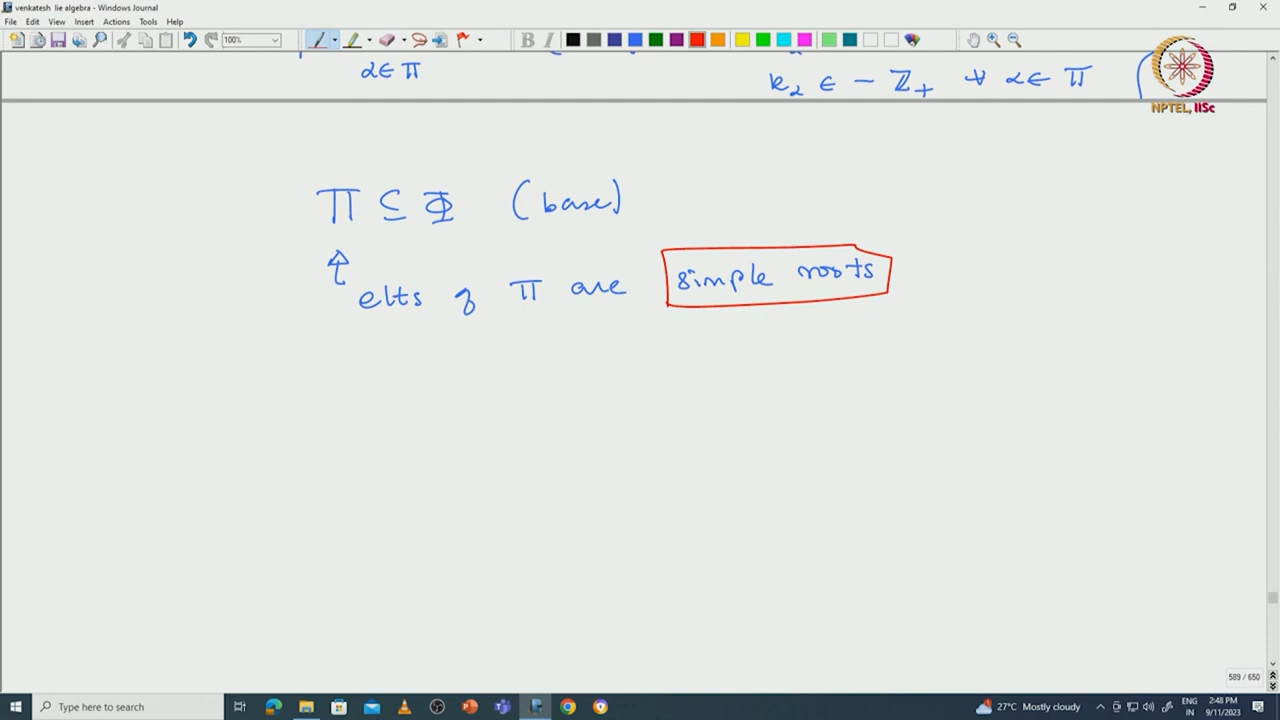 venkatesh lie algebra - Windows Journal
File Edit View Insert Actions Tools Help
100%
B I
α ∈ Π
k_α ∈ - ℤ_+ ∀ α ∈ Π
NPTEL, IISc
Π ⊆ Φ (base)
elts of Π are simple roots
589 / 650
Type here to search
27°C Mostly cloudy
ENG
IN
2:48 PM
9/11/2023